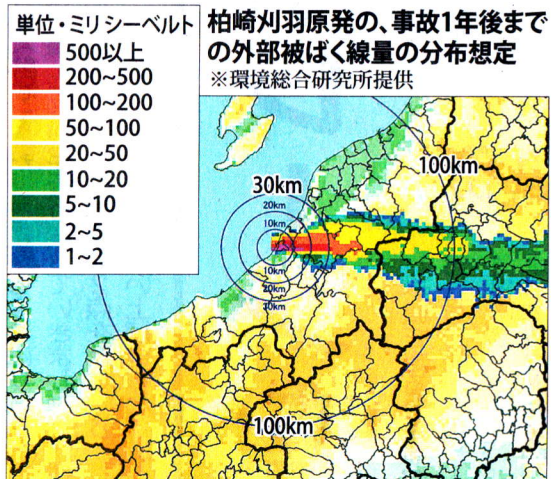 単位・ミリシーベルト
500以上
200~500
100~200
50~100
20~50
10~20
5~10
2~5
1~2
柏崎刈羽原発の、事故1年後まで
の外部被ばく線量の分布想定
※環境総合研究所提供
100km
30km
20km
10km
10km
20km
30km
100km